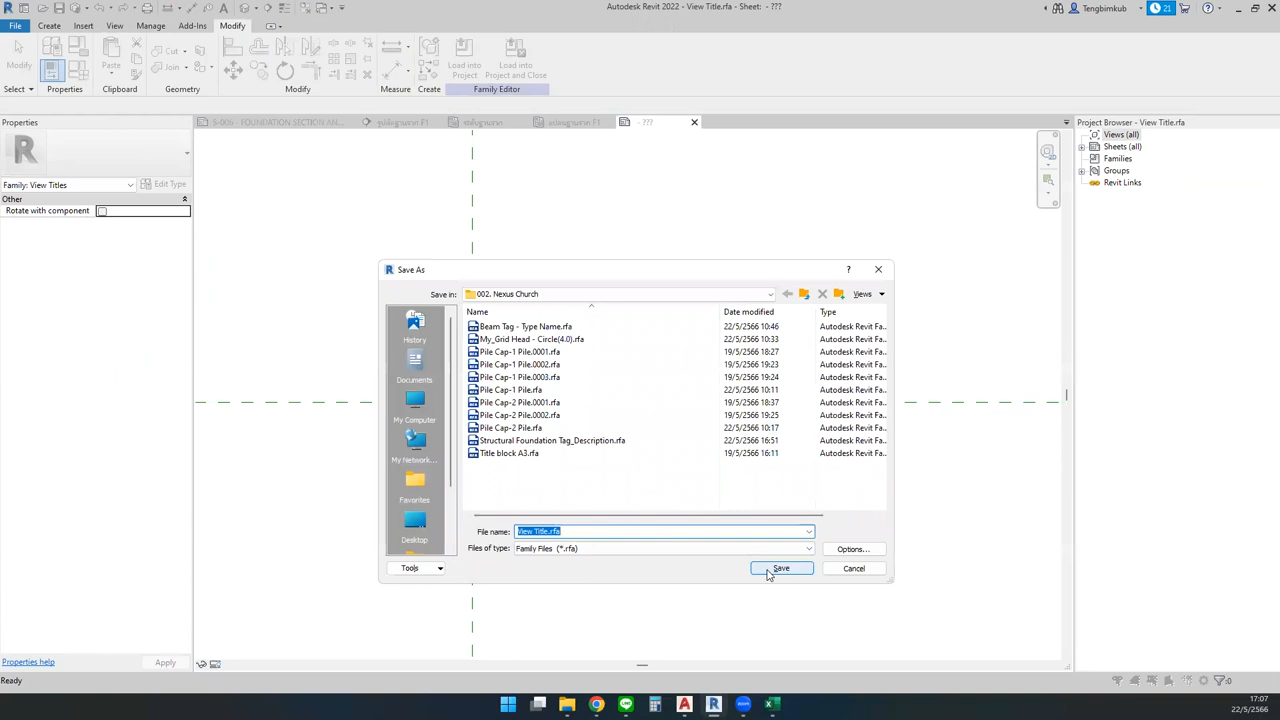 Autodesk Revit 2022 - View Title.rfa - Sheet: - ???
Tengbimkub
21
File Create Insert View Manage Add-Ins Modify
Modify
Paste
Cut
Join
Load into Project
Load into Project and Close
Select Properties Clipboard Geometry Modify Measure Create Family Editor
Properties
S-006 - FOUNDATION SECTION AN...
- ???
Project Browser - View Title.rfa
Views (all)
Sheets (all)
Families
Groups
Revit Links
Family: View Titles
Edit Type
Other
Rotate with component
Save As
Save in: 002. Nexus Church
Views
Name Date modified Type
Beam Tag - Type Name.rfa 22/5/2566 10:46 Autodesk Revit Fa..
My_Grid Head - Circle(4.0).rfa 22/5/2566 10:33 Autodesk Revit Fa..
Pile Cap-1 Pile.0001.rfa 19/5/2566 18:27 Autodesk Revit Fa..
Pile Cap-1 Pile.0002.rfa 19/5/2566 19:23 Autodesk Revit Fa..
Pile Cap-1 Pile.0003.rfa 19/5/2566 19:24 Autodesk Revit Fa..
Pile Cap-1 Pile.rfa 22/5/2566 10:11 Autodesk Revit Fa..
Pile Cap-2 Pile.0001.rfa 19/5/2566 18:37 Autodesk Revit Fa..
Pile Cap-2 Pile.0002.rfa 19/5/2566 19:25 Autodesk Revit Fa..
Pile Cap-2 Pile.rfa 22/5/2566 10:17 Autodesk Revit Fa..
Structural Foundation Tag_Description.rfa 22/5/2566 16:51 Autodesk Revit Fa..
Title block A3.rfa 19/5/2566 16:11 Autodesk Revit Fa..
History
Documents
My Computer
My Network...
Favorites
Desktop
File name: View Title.rfa
Files of type: Family Files (*.rfa)
Options...
Tools
Save
Cancel
Properties help
Apply
Ready
:0
17:07
22/5/2566